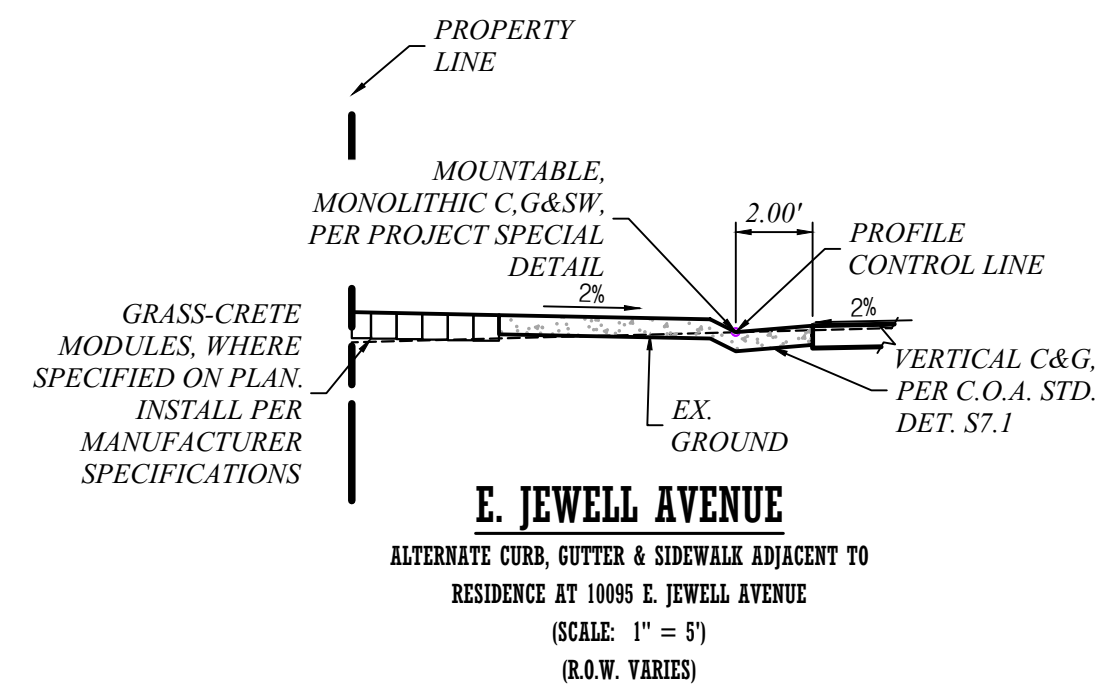 PROPERTY
LINE
MOUNTABLE,
MONOLITHIC C,G&SW,
PER PROJECT SPECIAL
DETAIL
2.00'
PROFILE
CONTROL LINE
2%
2%
GRASS-CRETE
MODULES, WHERE
SPECIFIED ON PLAN.
INSTALL PER
MANUFACTURER
SPECIFICATIONS
EX.
GROUND
VERTICAL C&G,
PER C.O.A. STD.
DET. S7.1
E. JEWELL AVENUE
ALTERNATE CURB, GUTTER & SIDEWALK ADJACENT TO
RESIDENCE AT 10095 E. JEWELL AVENUE
(SCALE: 1" = 5')
(R.O.W. VARIES)